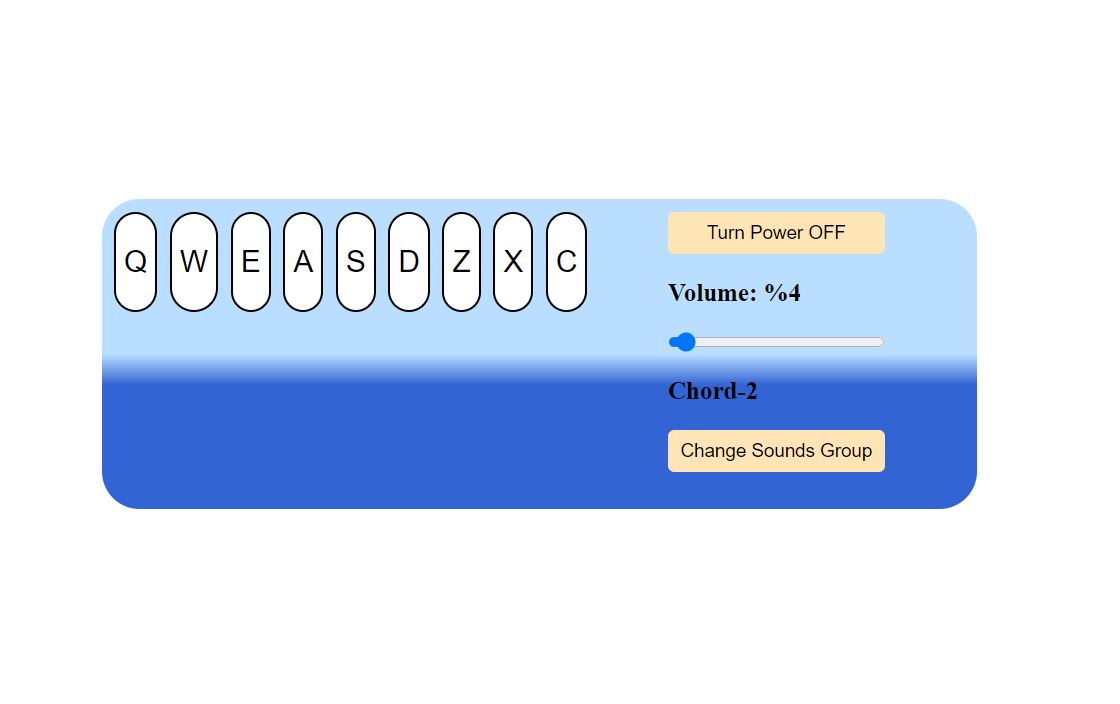 Q W E A S D Z X C
Turn Power OFF
Volume: %4
Chord-2
Change Sounds Group